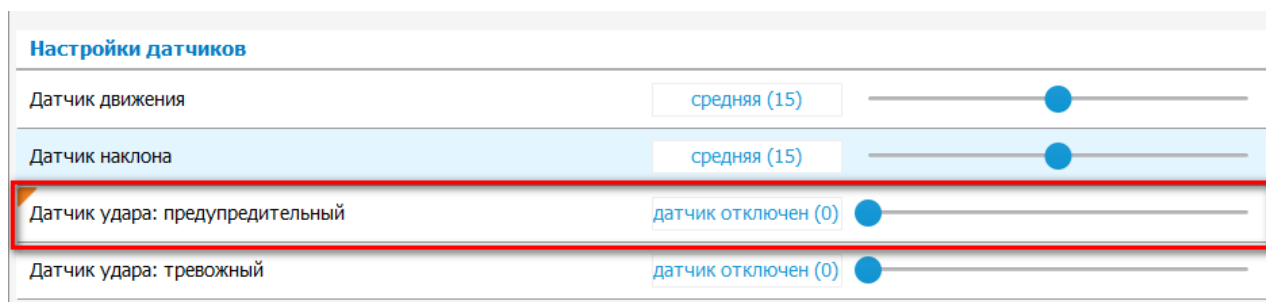 Настройки датчиков
Датчик движения средняя (15)
Датчик наклона средняя (15)
Датчик удара: предупредительный датчик отключен (0)
Датчик удара: тревожный датчик отключен (0)